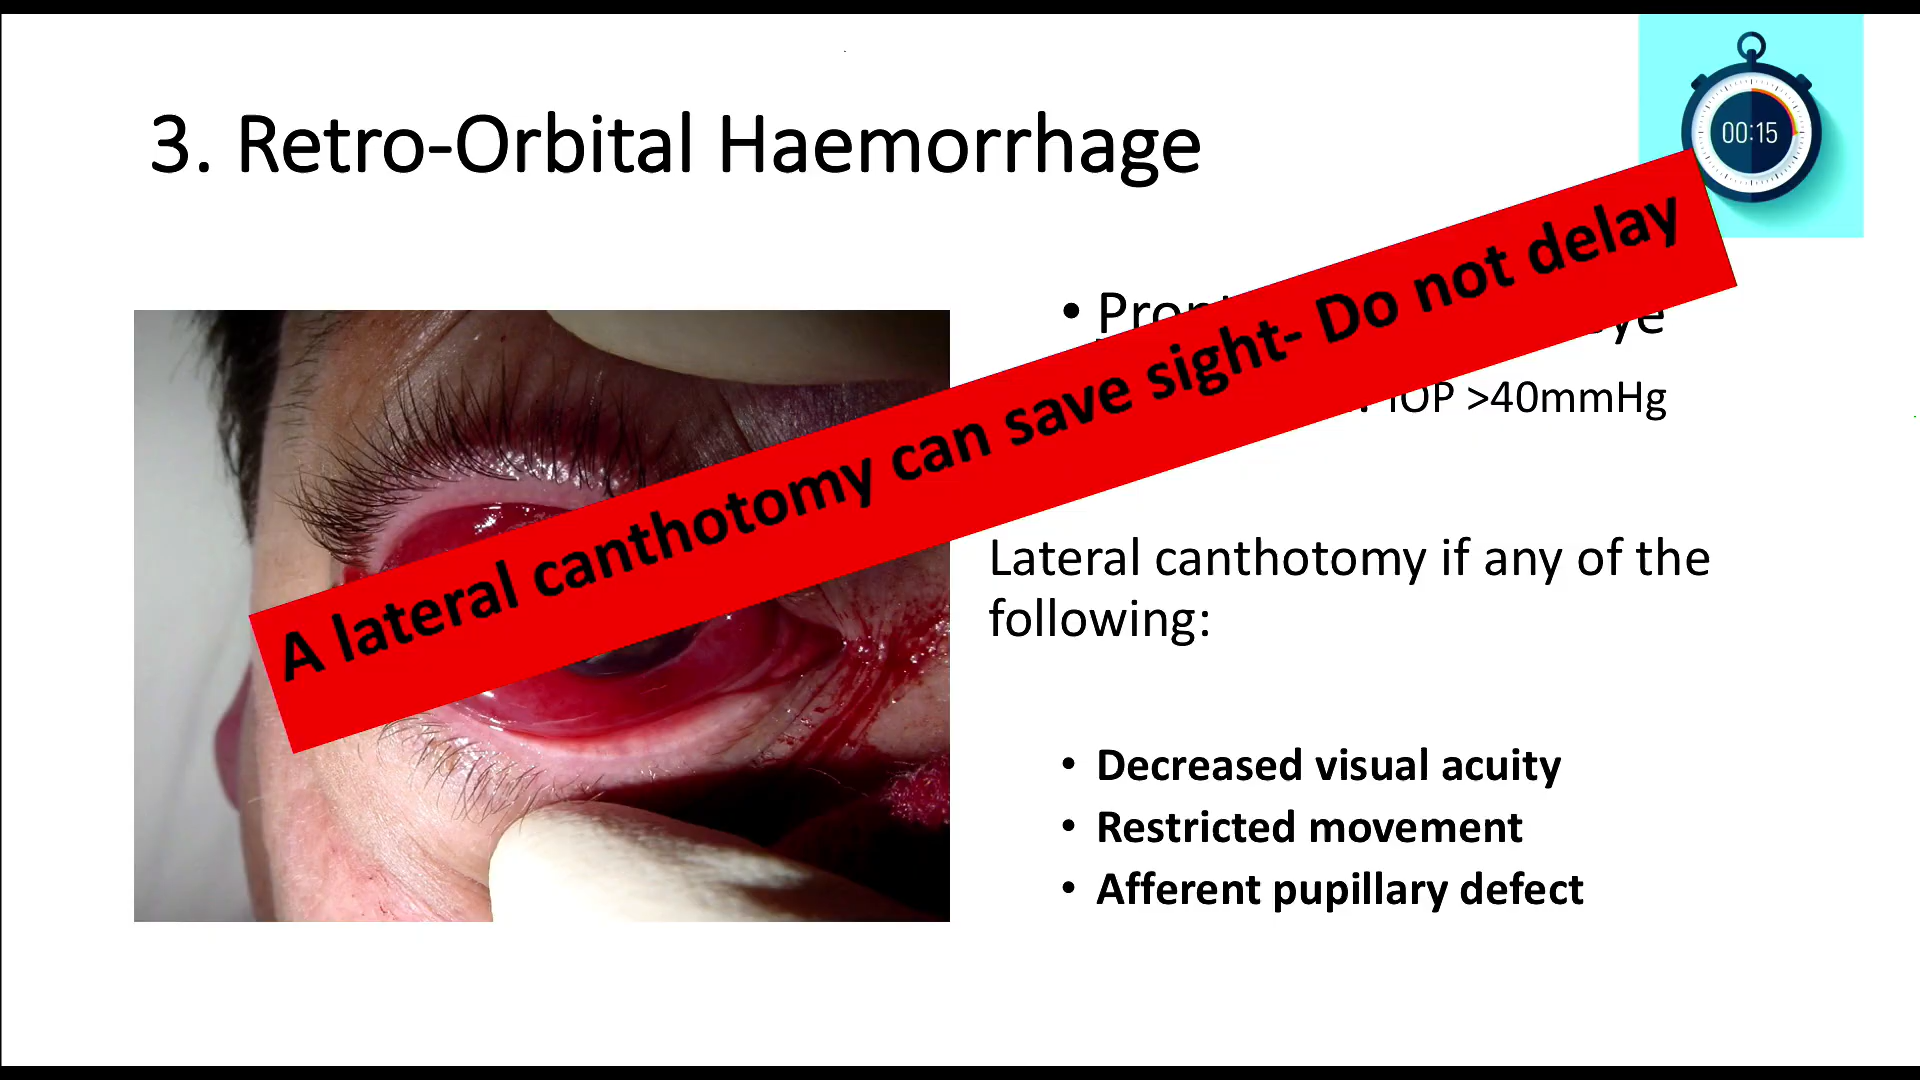 00:15
3. Retro-Orbital Haemorrhage
A lateral canthotomy can save sight- Do not delay
IOP >40mmHg
Lateral canthotomy if any of the
following:
• Decreased visual acuity
• Restricted movement
• Afferent pupillary defect